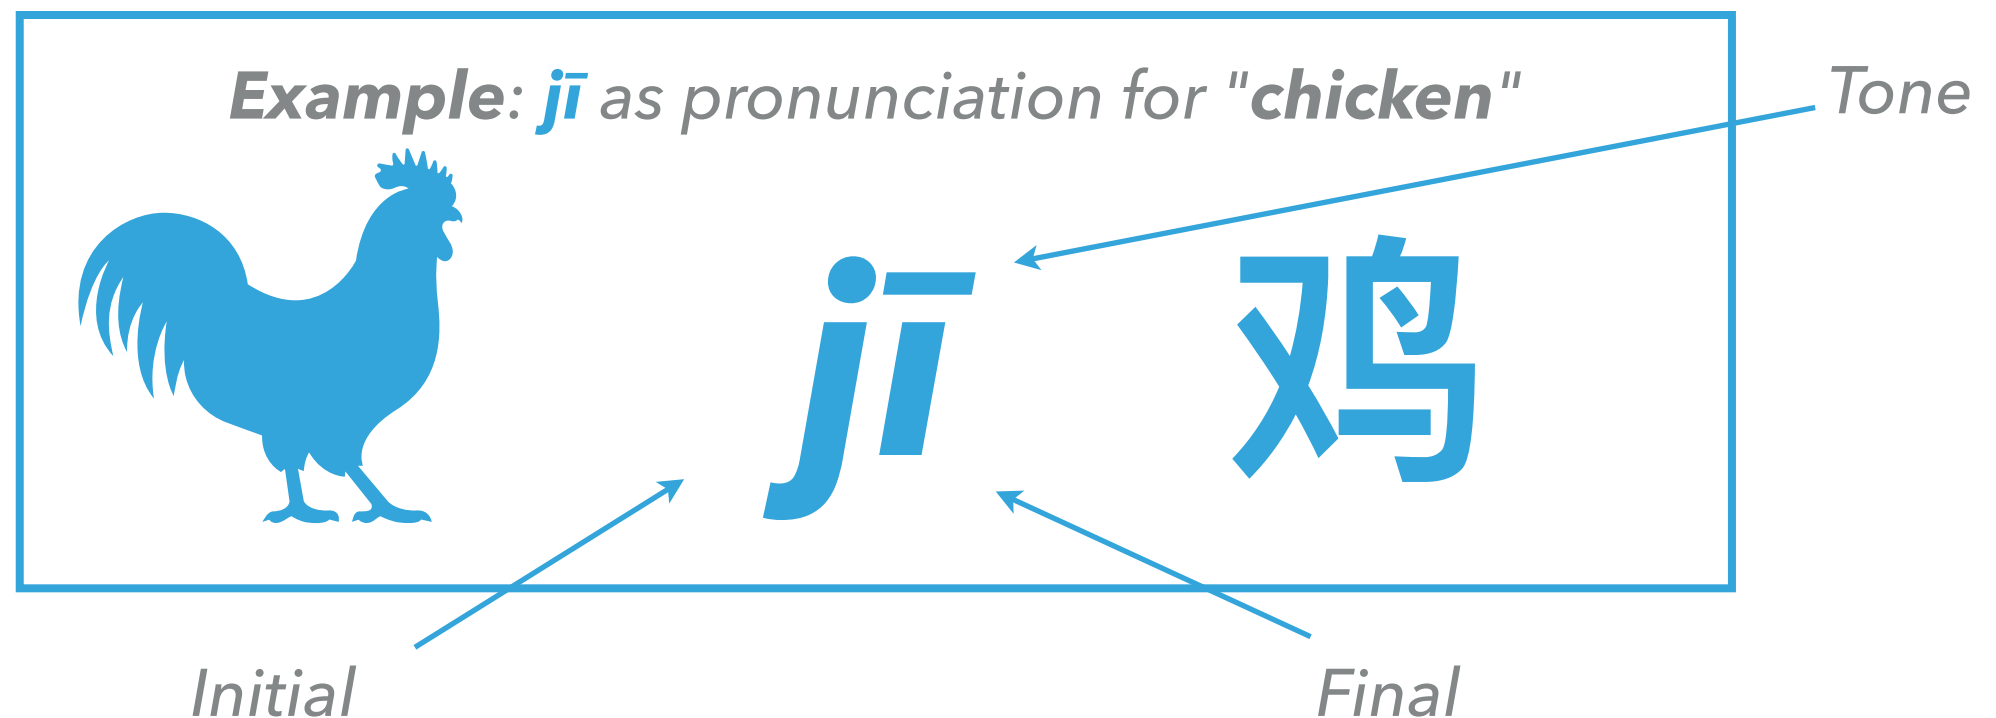 Example: jī as pronunciation for "chicken"
Tone
jī 鸡
Initial
Final